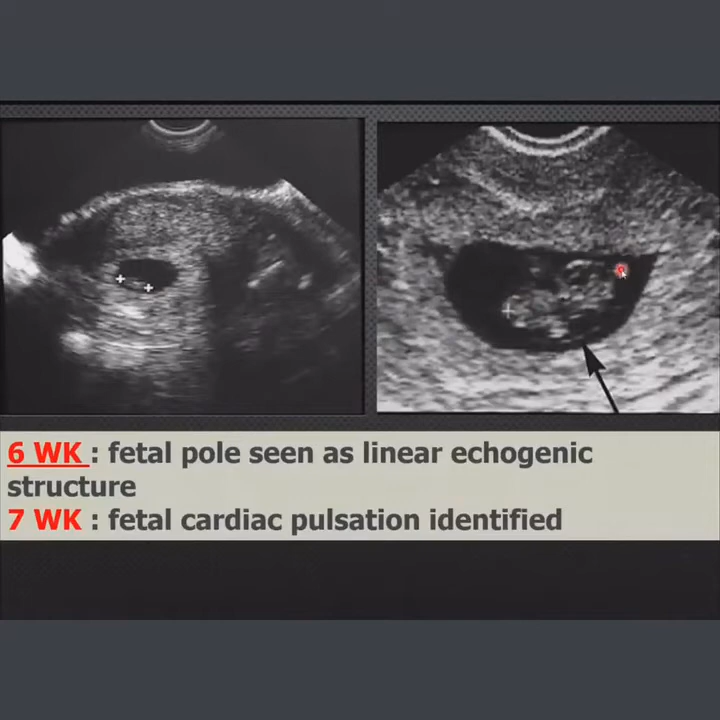 6 WK : fetal pole seen as linear echogenic
structure
7 WK : fetal cardiac pulsation identified